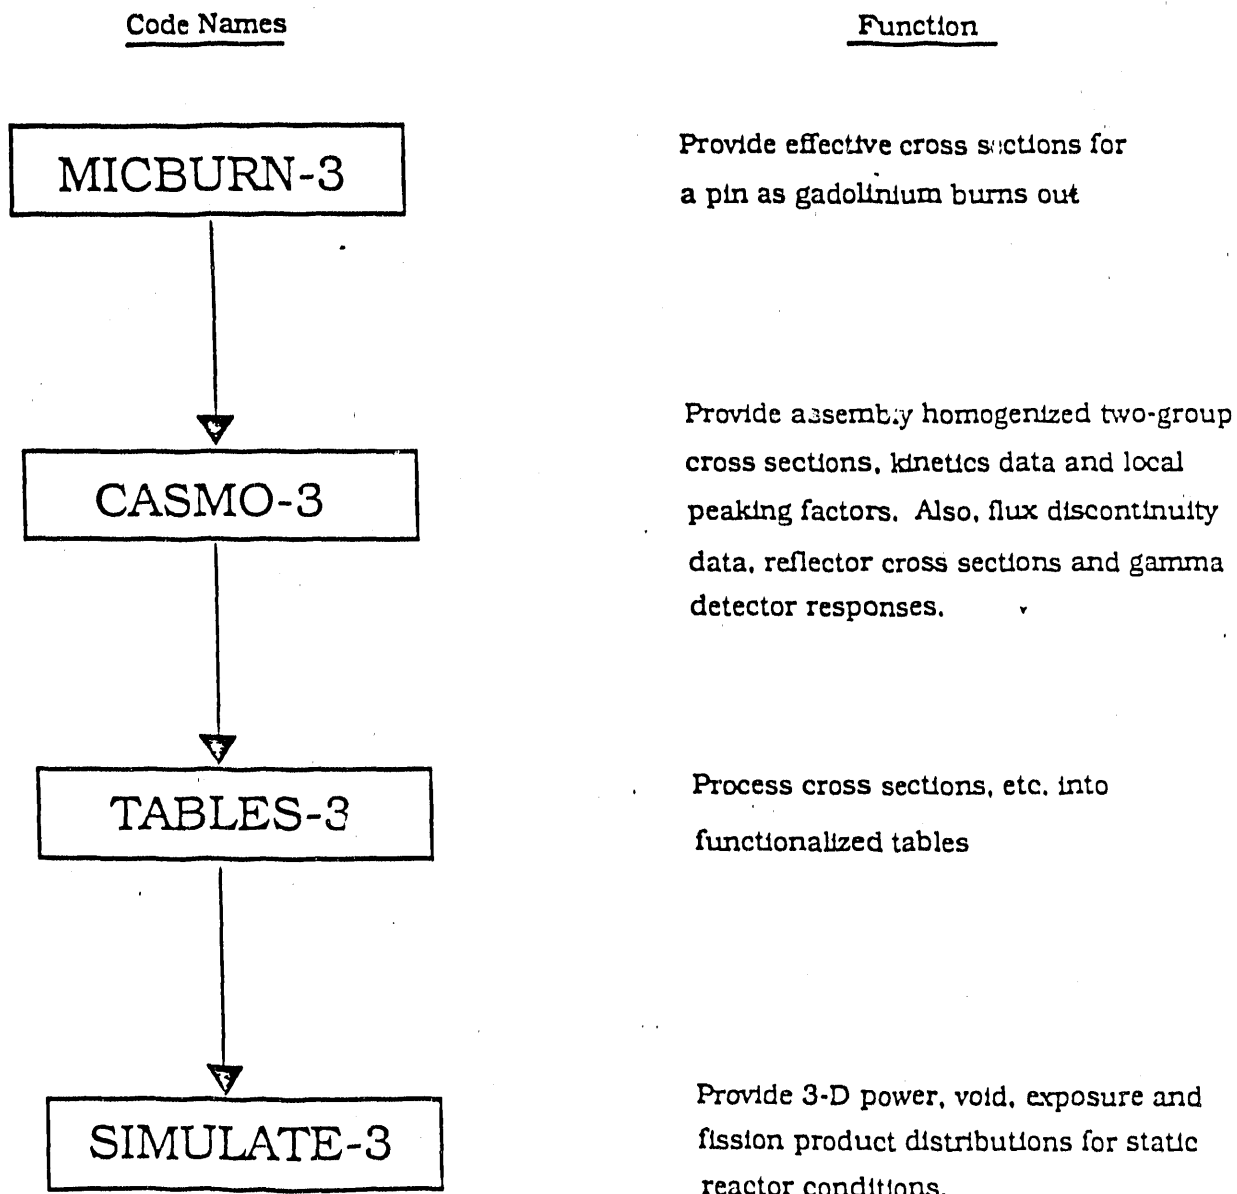 Code Names
Function
MICBURN-3
Provide effective cross sections for
a pin as gadolinium burns out
CASMO-3
Provide assembly homogenized two-group
cross sections, kinetics data and local
peaking factors. Also, flux discontinuity
data, reflector cross sections and gamma
detector responses.
TABLES-3
Process cross sections, etc. into
functionalized tables
SIMULATE-3
Provide 3-D power, void, exposure and
fission product distributions for static
reactor conditions.